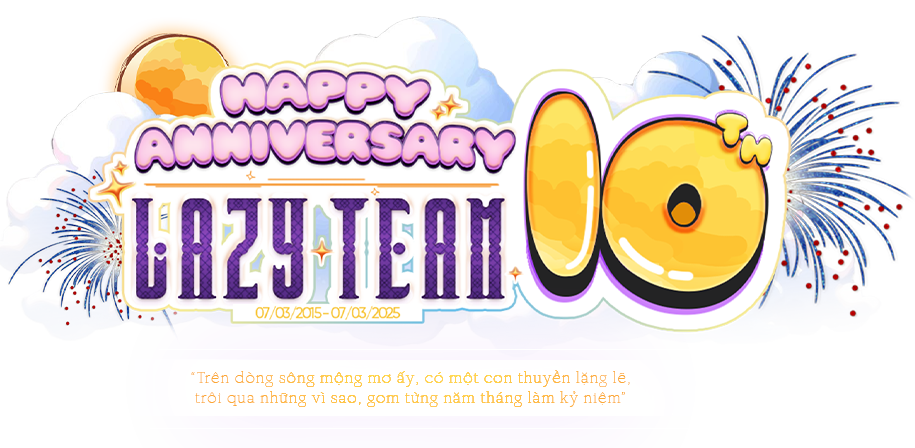 HAPPY
ANNIVERSARY
10TH
LAZY TEAM
07/03/2015 - 07/03/2025
"Trên dòng sông mộng mơ ấy, có một con thuyền lặng lẽ,
trôi qua những vì sao, gom từng năm tháng làm kỷ niệm"